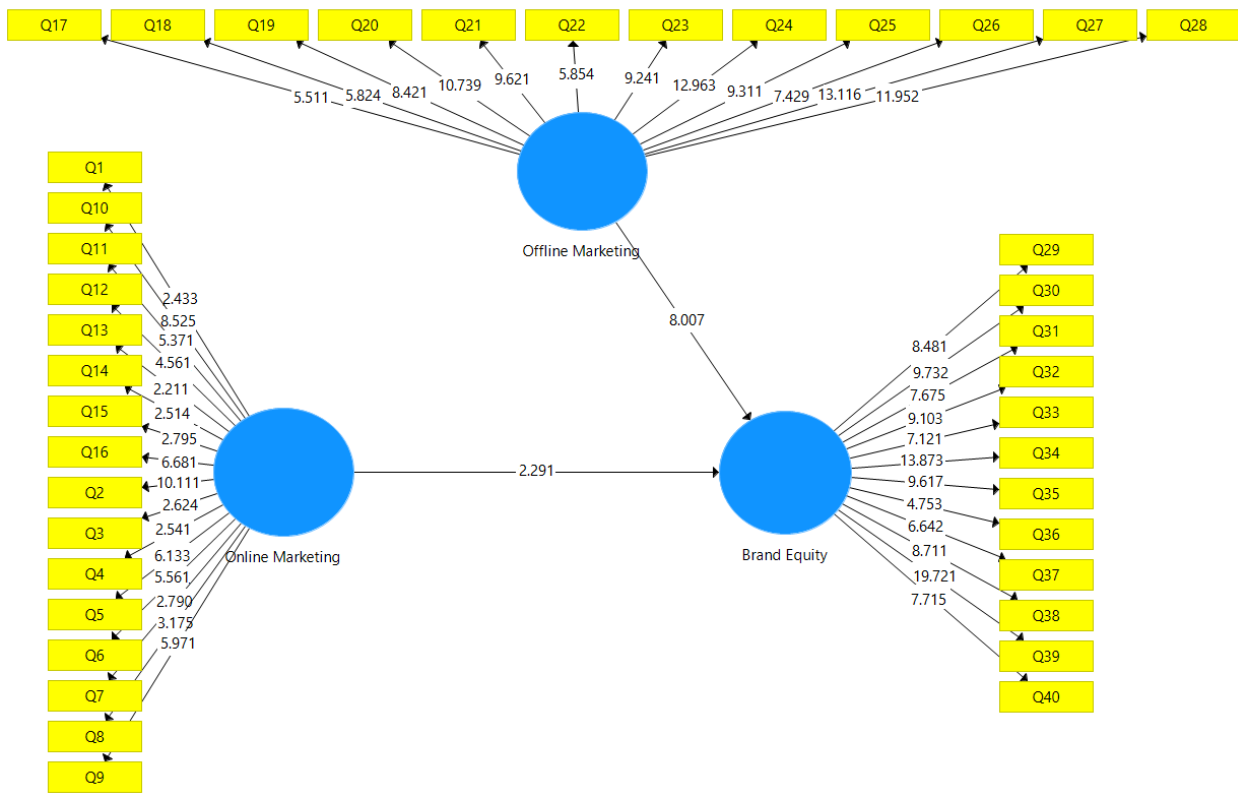 Q17 Q18 Q19 Q20 Q21 Q22 Q23 Q24 Q25 Q26 Q27 Q28
5.511 5.824 8.421 10.739 9.621 5.854 9.241 12.963 9.311 7.429 13.116 11.952
Offline Marketing
8.007
Q1
Q10
Q11
Q12
Q13
Q14
Q15
Q16
Q2
Q3
Q4
Q5
Q6
Q7
Q8
Q9
2.433
8.525
5.371
4.561
2.211
2.514
2.795
6.681
10.111
2.624
2.541
6.133
5.561
2.790
3.175
5.971
Online Marketing
2.291
Brand Equity
8.481
9.732
7.675
9.103
7.121
13.873
9.617
4.753
6.642
8.711
19.721
7.715
Q29
Q30
Q31
Q32
Q33
Q34
Q35
Q36
Q37
Q38
Q39
Q40